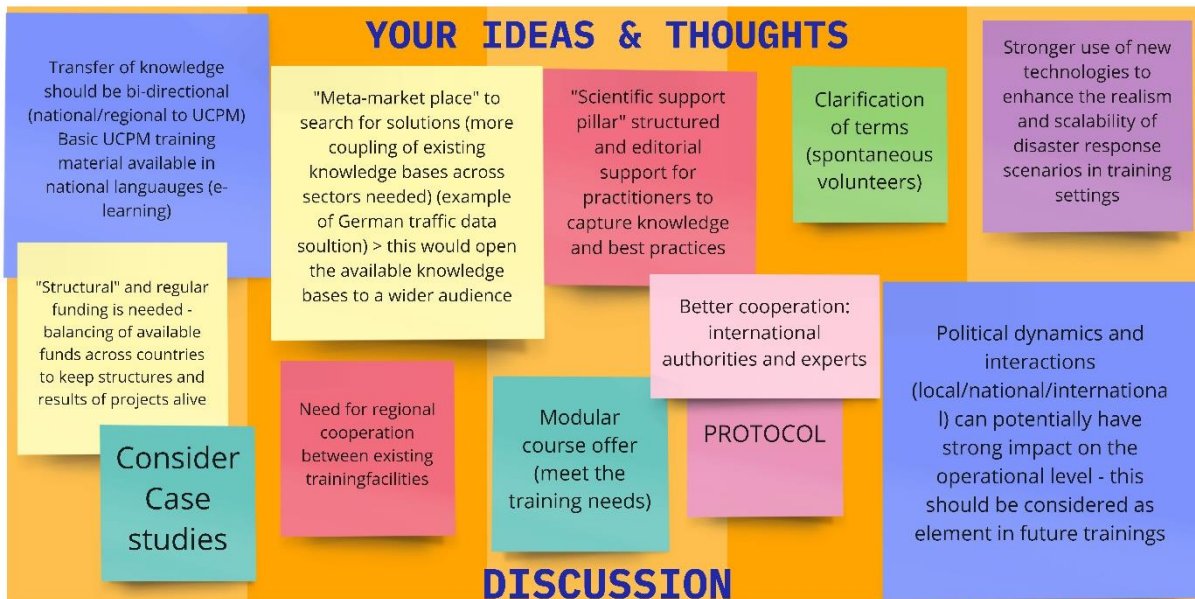 YOUR IDEAS & THOUGHTS
Transfer of knowledge
should be bi-directional
(national/regional to UCPM)
Basic UCPM training
material available in
national languauges (e-
learning)
"Meta-market place" to
search for solutions (more
coupling of existing
knowledge bases across
sectors needed) (example
of German traffic data
soultion) > this would open
the available knowledge
bases to a wider audience
"Scientific support
pillar" structured
and editorial
support for
practitioners to
capture knowledge
and best practices
Clarification
of terms
(spontaneous
volunteers)
Stronger use of new
technologies to
enhance the realism
and scalability of
disaster response
scenarios in training
settings
"Structural" and regular
funding is needed -
balancing of available
funds across countries
to keep structures and
results of projects alive
Consider
Case
studies
Need for regional
cooperation
between existing
trainingfacilities
Modular
course offer
(meet the
training needs)
Better cooperation:
international
authorities and experts
PROTOCOL
Political dynamics and
interactions
(local/national/internationa
l) can potentially have
strong impact on the
operational level - this
should be considered as
element in future trainings
DISCUSSION